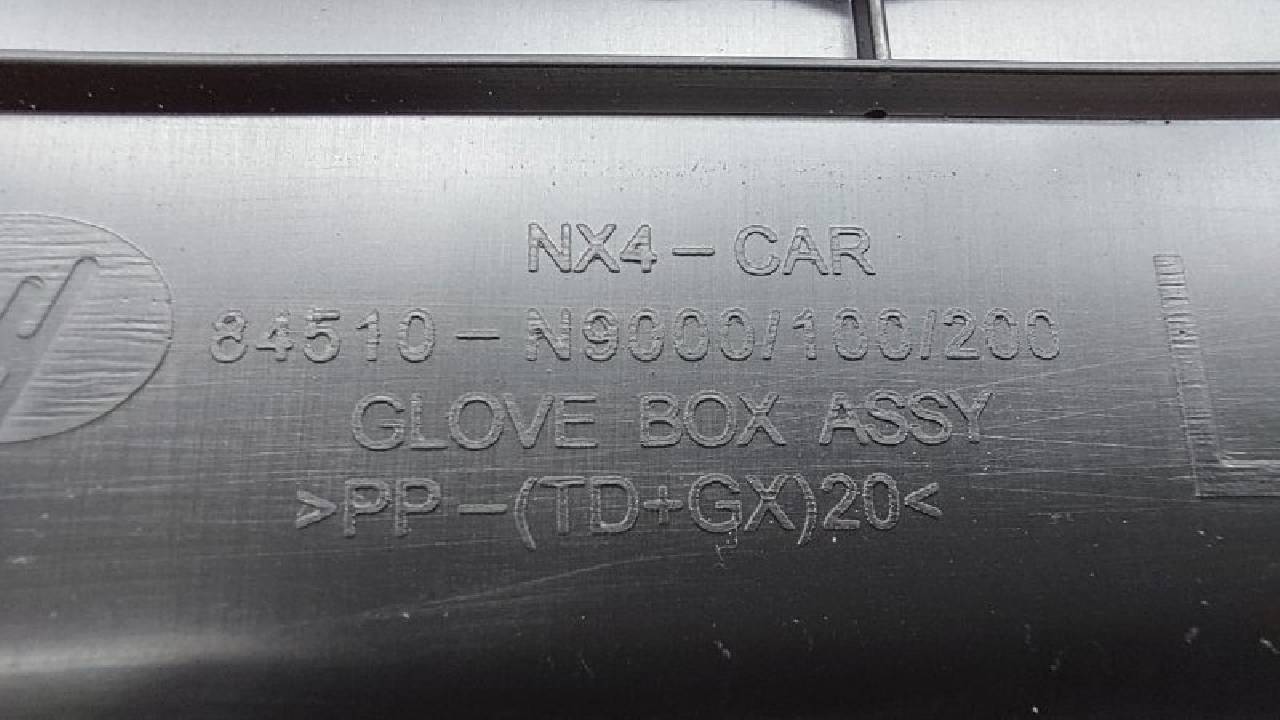 NX4-CAR
84510-N9000/100/200
GLOVE BOX ASSY
>PP-(TD+GX)20<